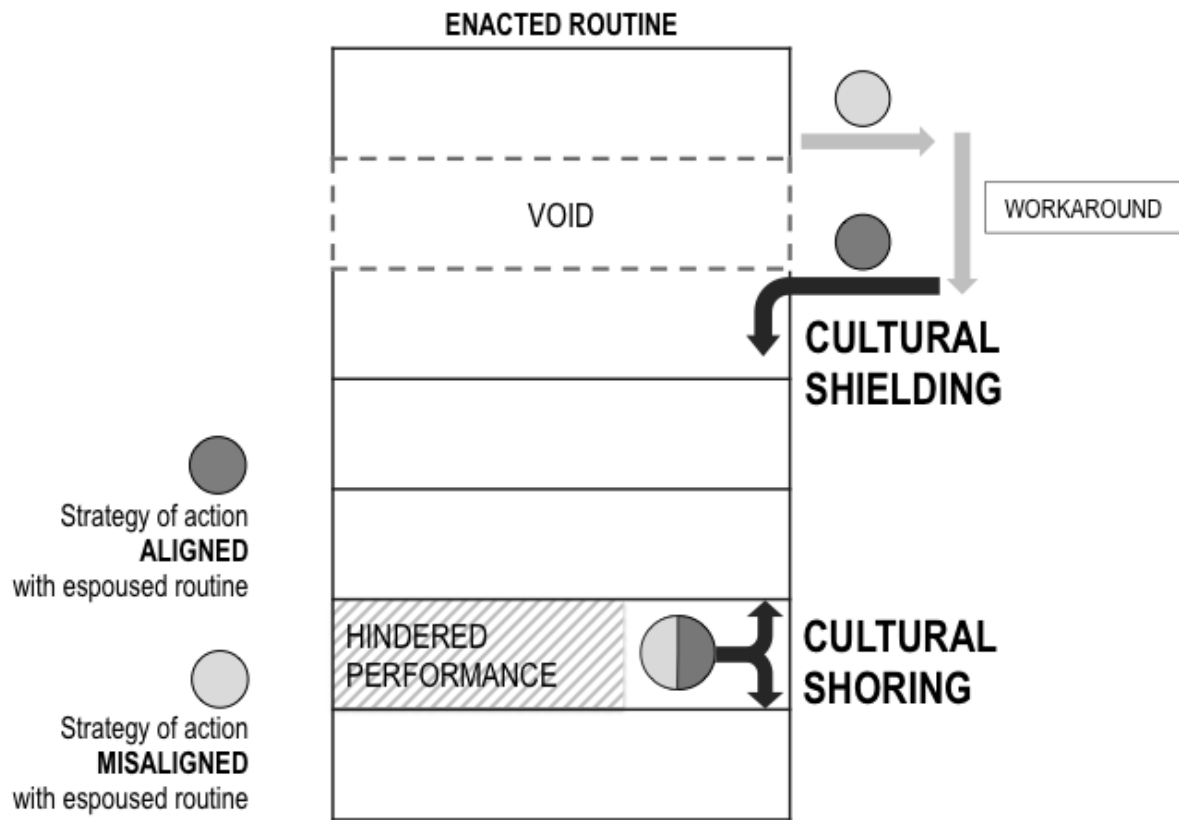 ENACTED ROUTINE
VOID
WORKAROUND
CULTURAL
SHIELDING
Strategy of action
ALIGNED
with espoused routine
HINDERED
PERFORMANCE
CULTURAL
SHORING
Strategy of action
MISALIGNED
with espoused routine